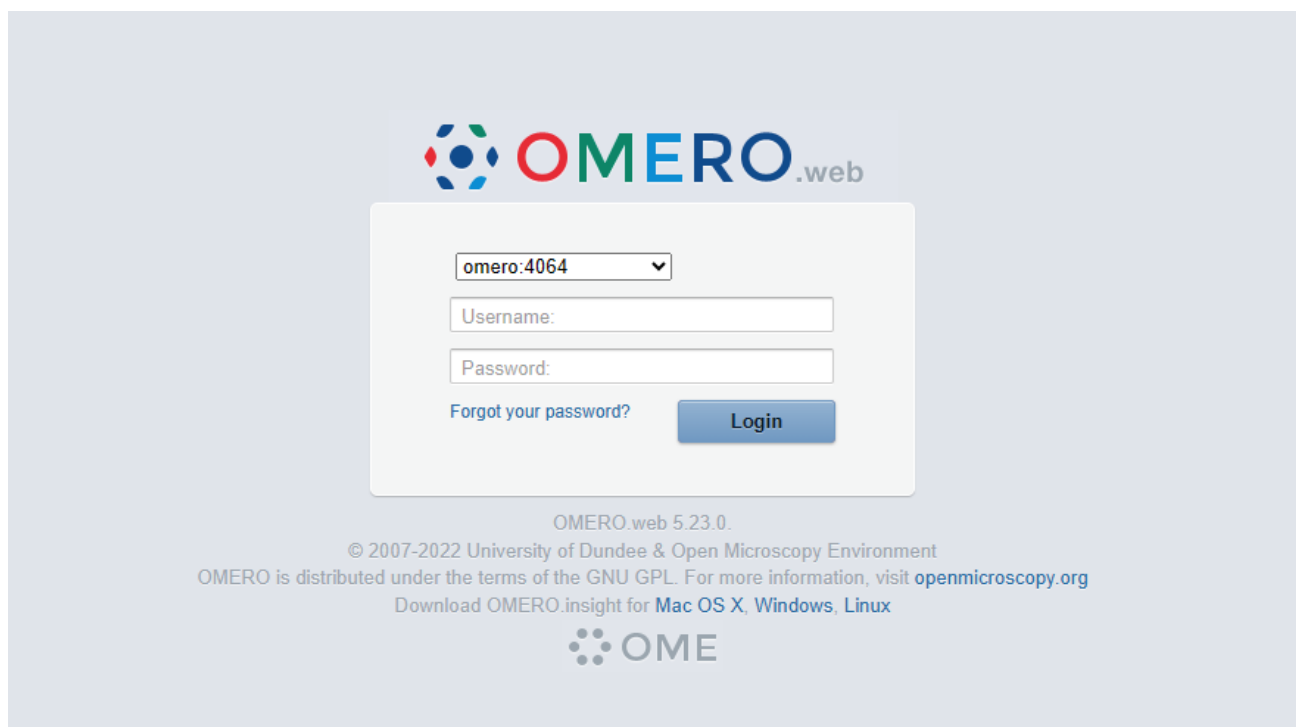 OMERO.web
omero:4064
Username:
Password:
Forgot your password?
Login
OMERO.web 5.23.0.
© 2007-2022 University of Dundee & Open Microscopy Environment
OMERO is distributed under the terms of the GNU GPL. For more information, visit openmicroscopy.org
Download OMERO.insight for Mac OS X, Windows, Linux
OME